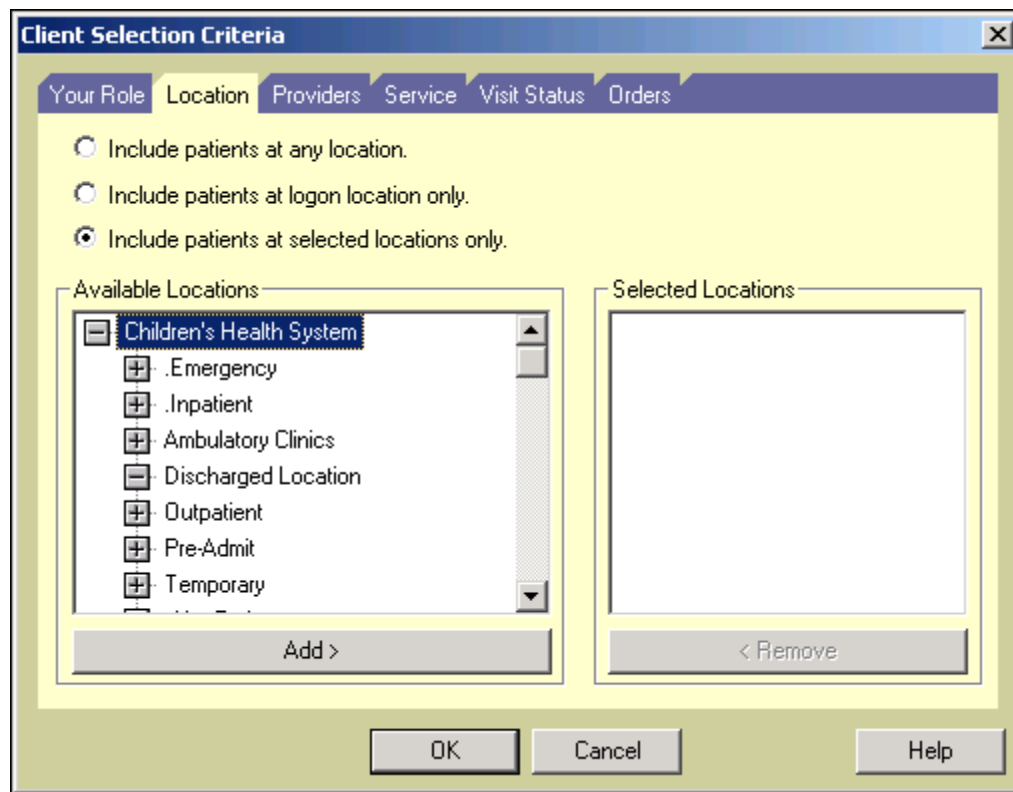 Client Selection Criteria
Your Role Location Providers Service Visit Status Orders
Include patients at any location.
Include patients at logon location only.
Include patients at selected locations only.
Available Locations
Children's Health System
.Emergency
.Inpatient
Ambulatory Clinics
Discharged Location
Outpatient
Pre-Admit
Temporary
Add >
Selected Locations
< Remove
OK Cancel Help